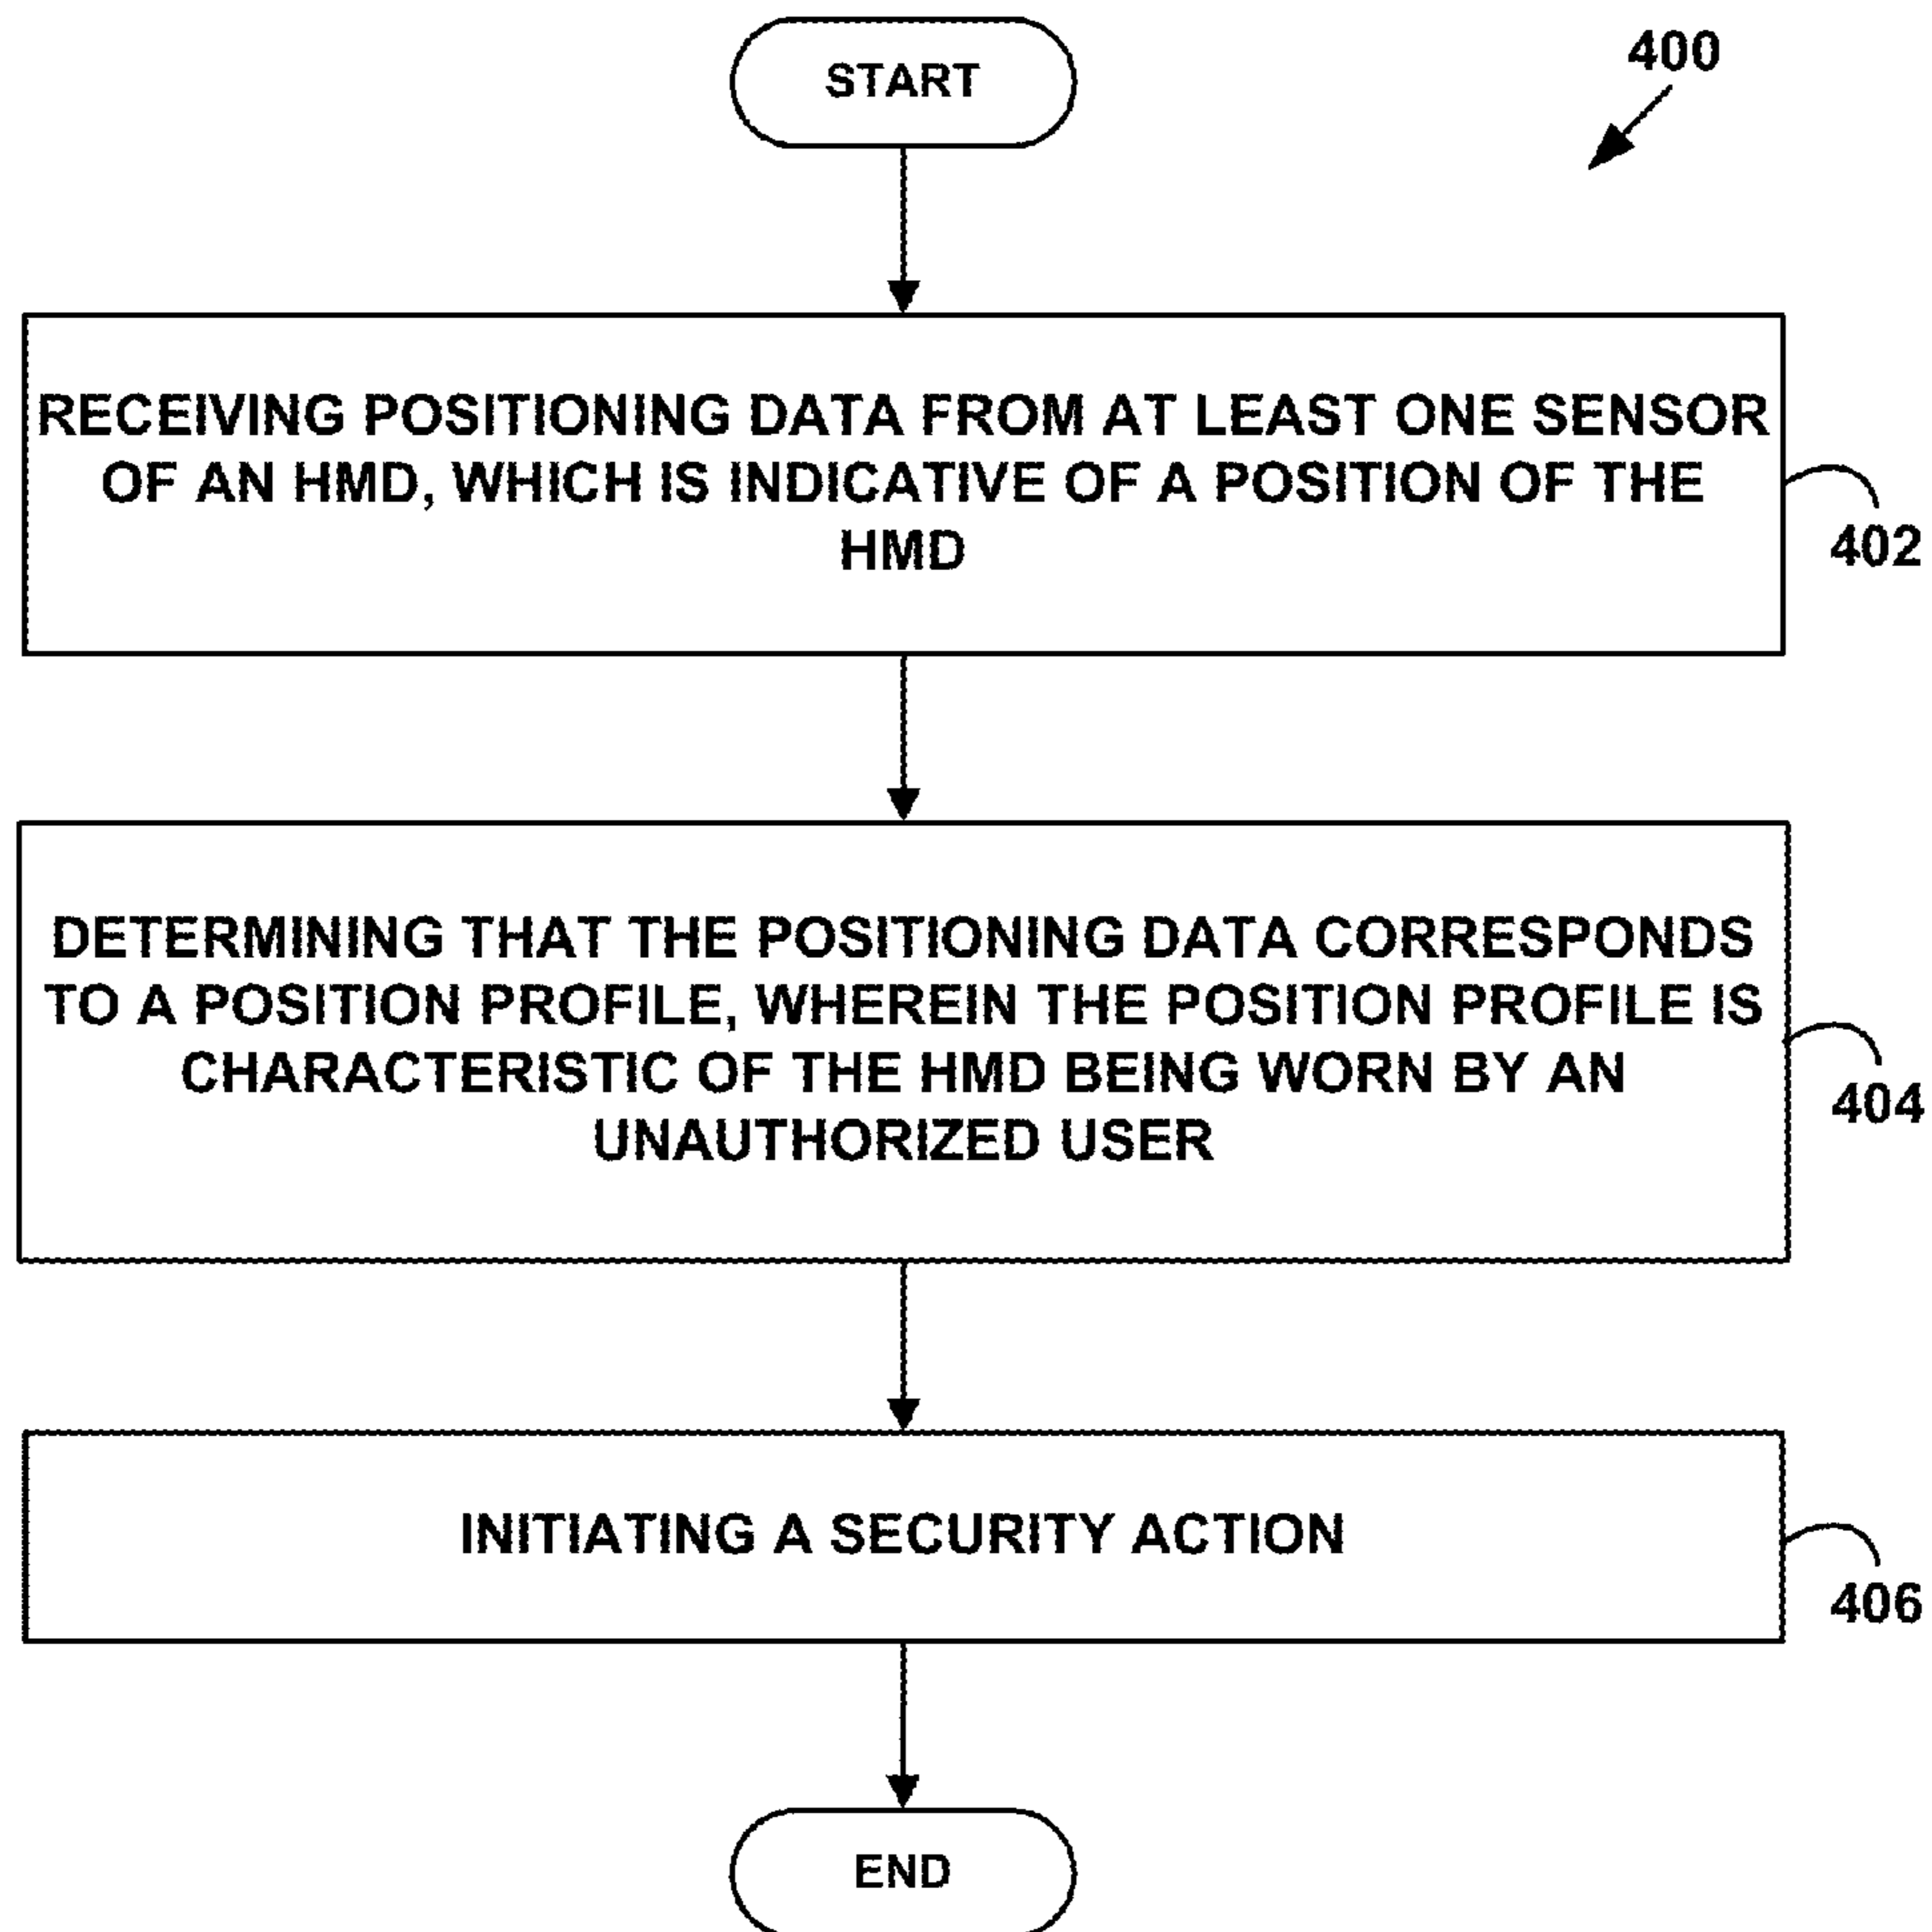 START
400
RECEIVING POSITIONING DATA FROM AT LEAST ONE SENSOR
OF AN HMD, WHICH IS INDICATIVE OF A POSITION OF THE
HMD
402
DETERMINING THAT THE POSITIONING DATA CORRESPONDS
TO A POSITION PROFILE, WHEREIN THE POSITION PROFILE IS
CHARACTERISTIC OF THE HMD BEING WORN BY AN
UNAUTHORIZED USER
404
INITIATING A SECURITY ACTION
406
END